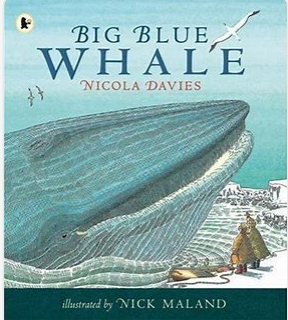 BIG BLUE
WHALE
NICOLA DAVIES
illustrated by NICK MALAND